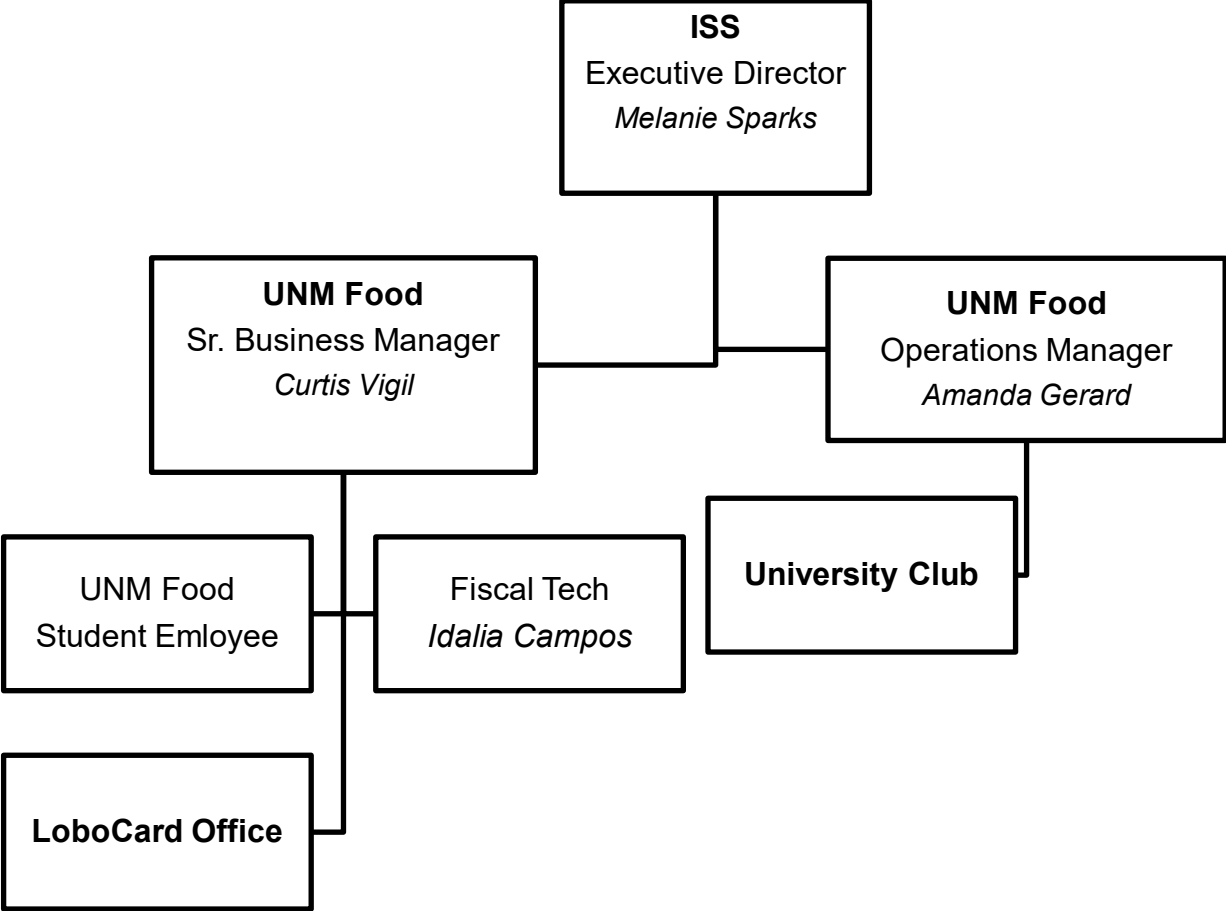 ISS
Executive Director
Melanie Sparks
UNM Food
Sr. Business Manager
Curtis Vigil
UNM Food
Operations Manager
Amanda Gerard
UNM Food
Student Emloyee
Fiscal Tech
Idalia Campos
University Club
LoboCard Office